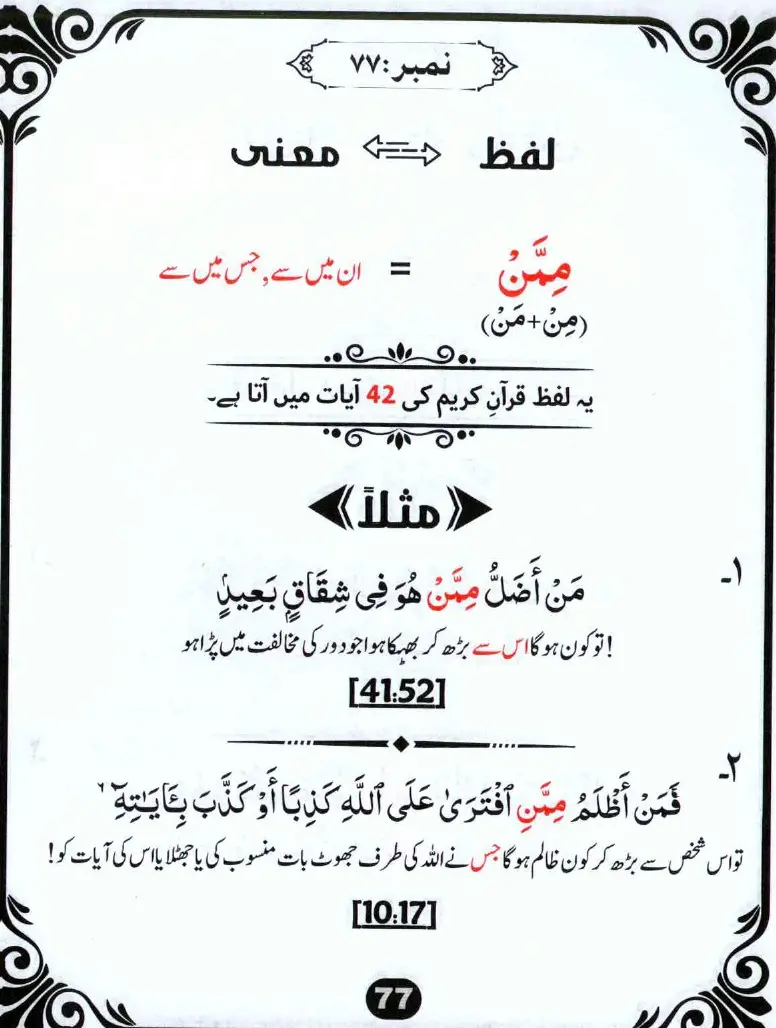 نمبر:۷۷
لفظ ⇐⇒ معنی
مِمَّنْ = ان میں سے, جس میں سے
(مِنْ+مَنْ)
یہ لفظ قرآنِ کریم کی 42 آیات میں آتا ہے۔
مثلاً
۱۔
مَنْ أَضَلُّ مِمَّنْ هُوَ فِى شِقَاقٍۭ بَعِيدٍ
!تو کون ہوگا اس سے بڑھ کر بھٹکا ہوا جو دور کی مخالفت میں پڑا ہو
[41:52]
۲۔
فَمَنْ أَظْلَمُ مِمَّنِ ٱفْتَرَىٰ عَلَى ٱللَّهِ كَذِبًا أَوْ كَذَّبَ بِـَٔايَـٰتِهِۦٓ ۚ
تو اس شخص سے بڑھ کر کون ظالم ہوگا جس نے اللہ کی طرف جھوٹ بات منسوب کی یا جھٹلایا اس کی آیات کو!
[10:17]
77